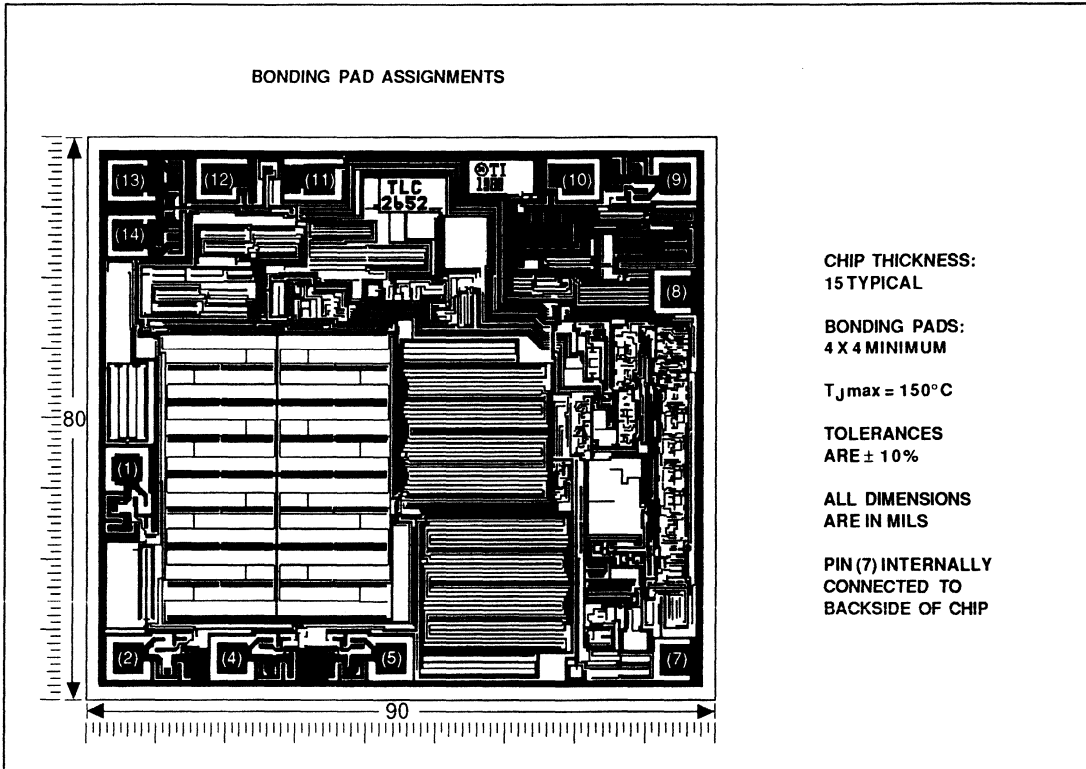 BONDING PAD ASSIGNMENTS
(13)
(12)
(11)
TI
(10)
(9)
TLC
2652
(14)
(8)
80
(1)
(2)
(4)
(5)
(7)
90
CHIP THICKNESS:
15 TYPICAL
BONDING PADS:
4 X 4 MINIMUM
TJmax = 150°C
TOLERANCES
ARE ± 10%
ALL DIMENSIONS
ARE IN MILS
PIN (7) INTERNALLY
CONNECTED TO
BACKSIDE OF CHIP